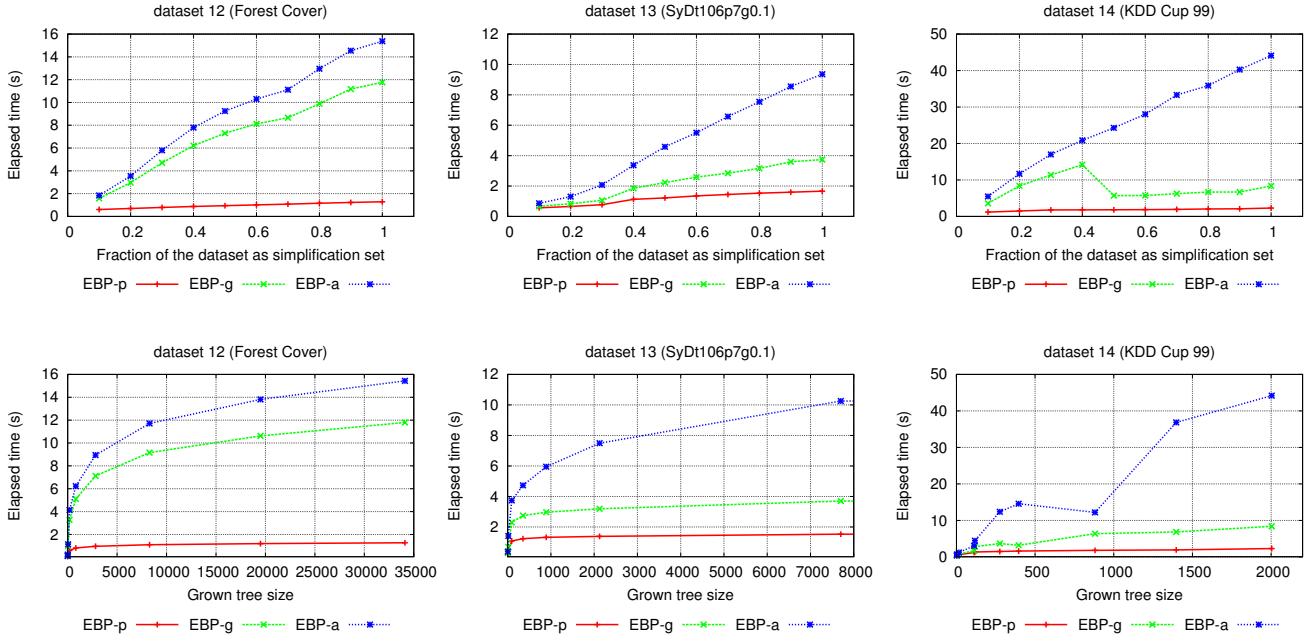 dataset 12 (Forest Cover)
Elapsed time (s)
16
14
12
10
8
6
4
2
0
0 0.2 0.4 0.6 0.8 1
Fraction of the dataset as simplification set
EBP-p EBP-g EBP-a
dataset 13 (SyDt106p7g0.1)
Elapsed time (s)
12
10
8
6
4
2
0
0 0.2 0.4 0.6 0.8 1
Fraction of the dataset as simplification set
EBP-p EBP-g EBP-a
dataset 14 (KDD Cup 99)
Elapsed time (s)
50
40
30
20
10
0
0 0.2 0.4 0.6 0.8 1
Fraction of the dataset as simplification set
EBP-p EBP-g EBP-a
dataset 12 (Forest Cover)
Elapsed time (s)
16
14
12
10
8
6
4
2
0 5000 10000 15000 20000 25000 30000 35000
Grown tree size
EBP-p EBP-g EBP-a
dataset 13 (SyDt106p7g0.1)
Elapsed time (s)
12
10
8
6
4
2
0 1000 2000 3000 4000 5000 6000 7000 8000
Grown tree size
EBP-p EBP-g EBP-a
dataset 14 (KDD Cup 99)
Elapsed time (s)
50
40
30
20
10
0
0 500 1000 1500 2000
Grown tree size
EBP-p EBP-g EBP-a